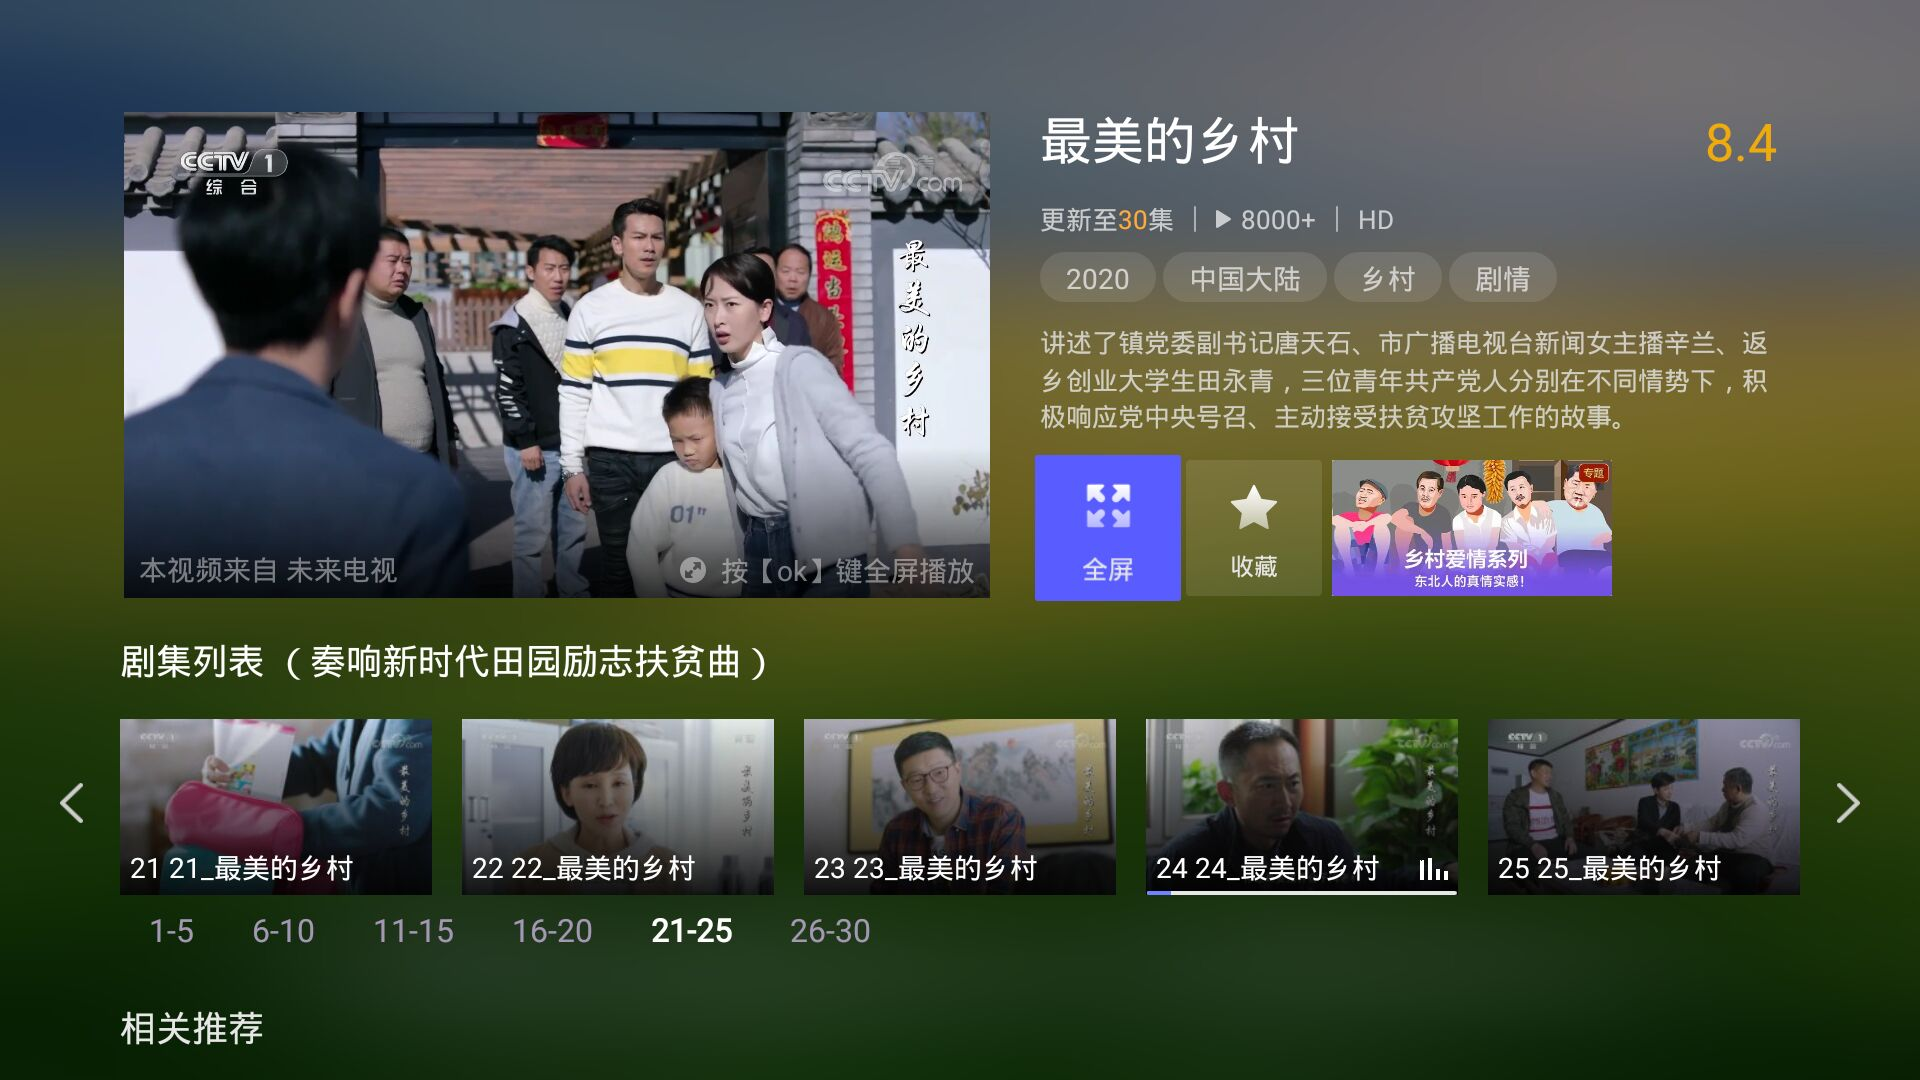 CCTV 1
综合
CCTV.com
最美的乡村
01"
本视频来自 未来电视
按【ok】键全屏播放
最美的乡村
8.4
更新至30集
8000+
HD
2020
中国大陆
乡村
剧情
讲述了镇党委副书记唐天石、市广播电视台新闻女主播辛兰、返
乡创业大学生田永青，三位青年共产党人分别在不同情势下，积
极响应党中央号召、主动接受扶贫攻坚工作的故事。
全屏
收藏
专题
乡村爱情系列
东北人的真情实感！
剧集列表（奏响新时代田园励志扶贫曲）
21 21_最美的乡村
22 22_最美的乡村
23 23_最美的乡村
24 24_最美的乡村
25 25_最美的乡村
1-5
6-10
11-15
16-20
21-25
26-30
相关推荐